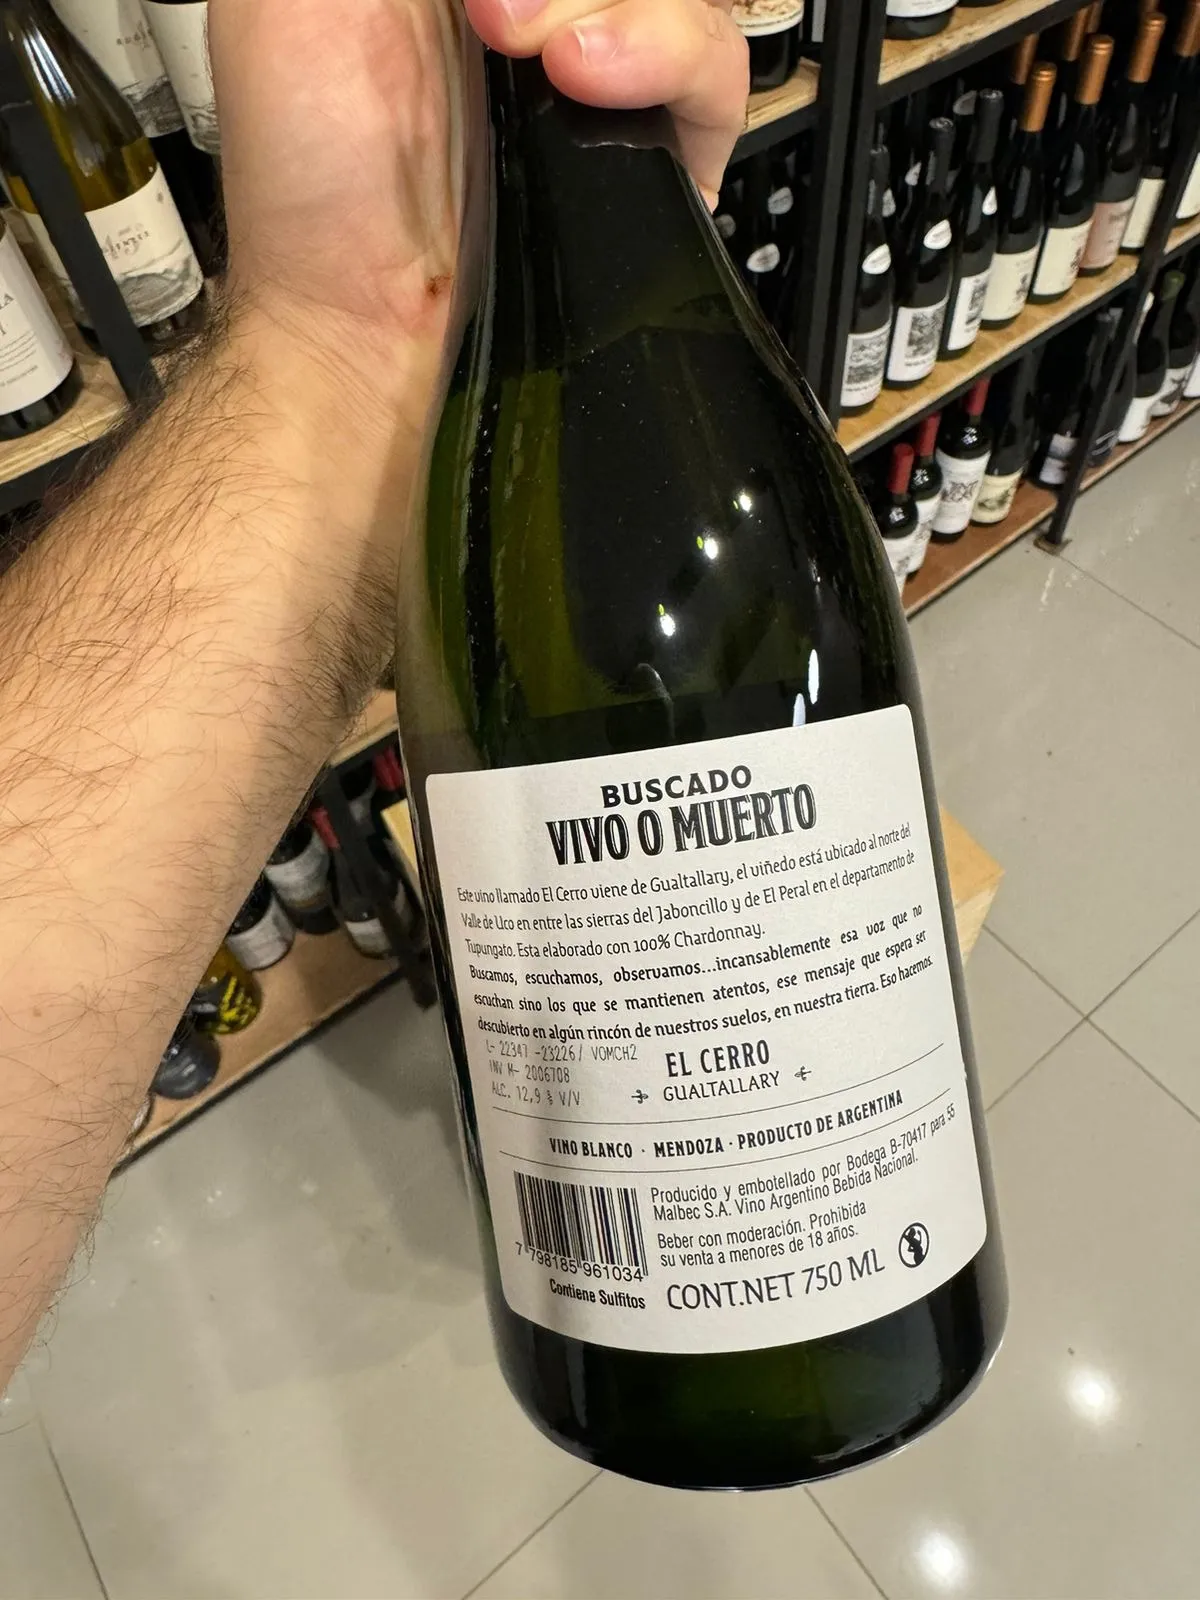 BUSCADO
VIVO O MUERTO
Este vino llamado El Cerro viene de Gualtallary, el viñedo está ubicado al norte del
Valle de Uco en entre las sierras del Jaboncillo y de El Peral en el departamento de
Tupungato. Esta elaborado con 100% Chardonnay.
Buscamos, escuchamos, observamos...incansablemente esa voz que no
escuchan sino los que se mantienen atentos, ese mensaje que espera ser
descubierto en algún rincón de nuestros suelos, en nuestra tierra. Eso hacemos.
L- 22347 -23226/ VOMCH2
INV M- 2006708
ALC. 12,9 % V/V
EL CERRO
GUALTALLARY
VINO BLANCO · MENDOZA · PRODUCTO DE ARGENTINA
Producido y embotellado por Bodega B-70417 para 55
Malbec S.A. Vino Argentino Bebida Nacional.
Beber con moderación. Prohibida
su venta a menores de 18 años.
7 798185 961034
Contiene Sulfitos
CONT.NET 750 ML